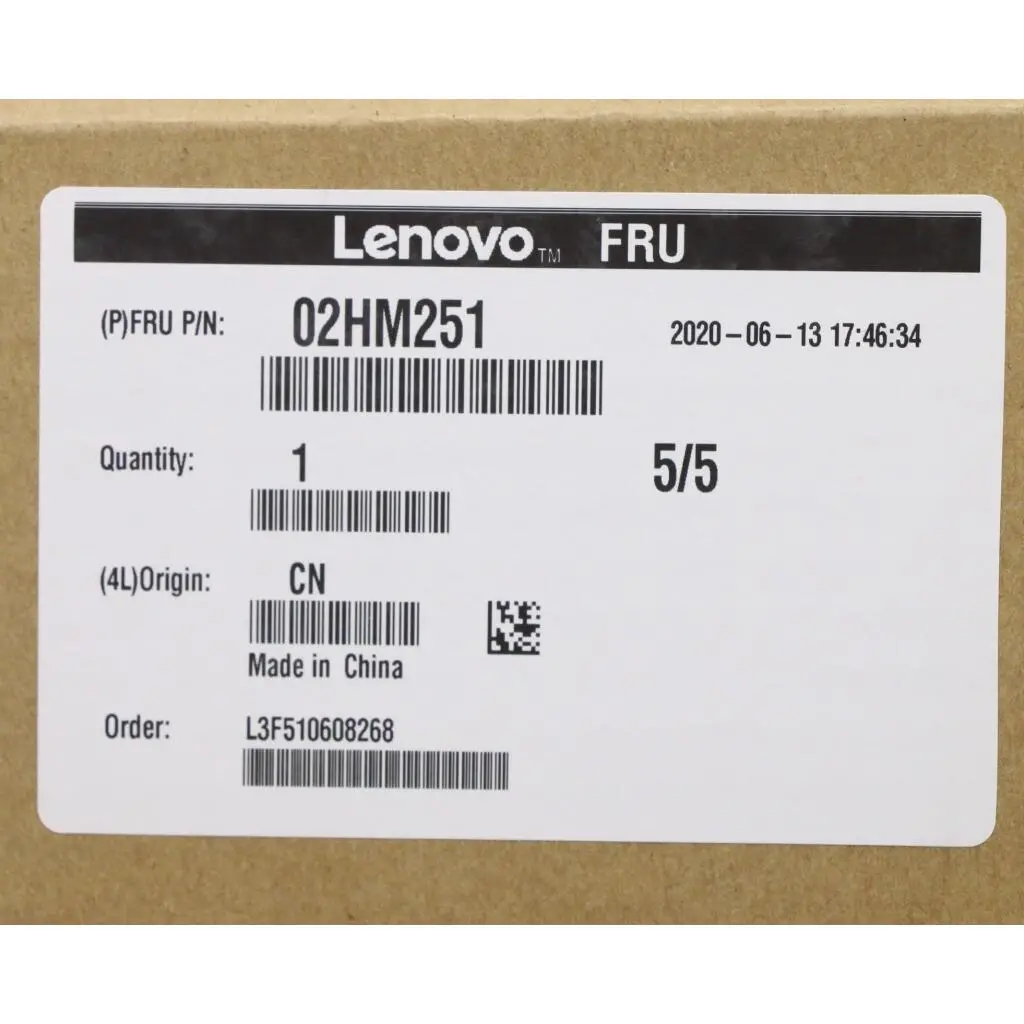 Lenovo™ FRU
(P)FRU P/N: 02HM251 2020-06-13 17:46:34
Quantity: 1 5/5
(4L)Origin: CN
Made in China
Order: L3F510608268